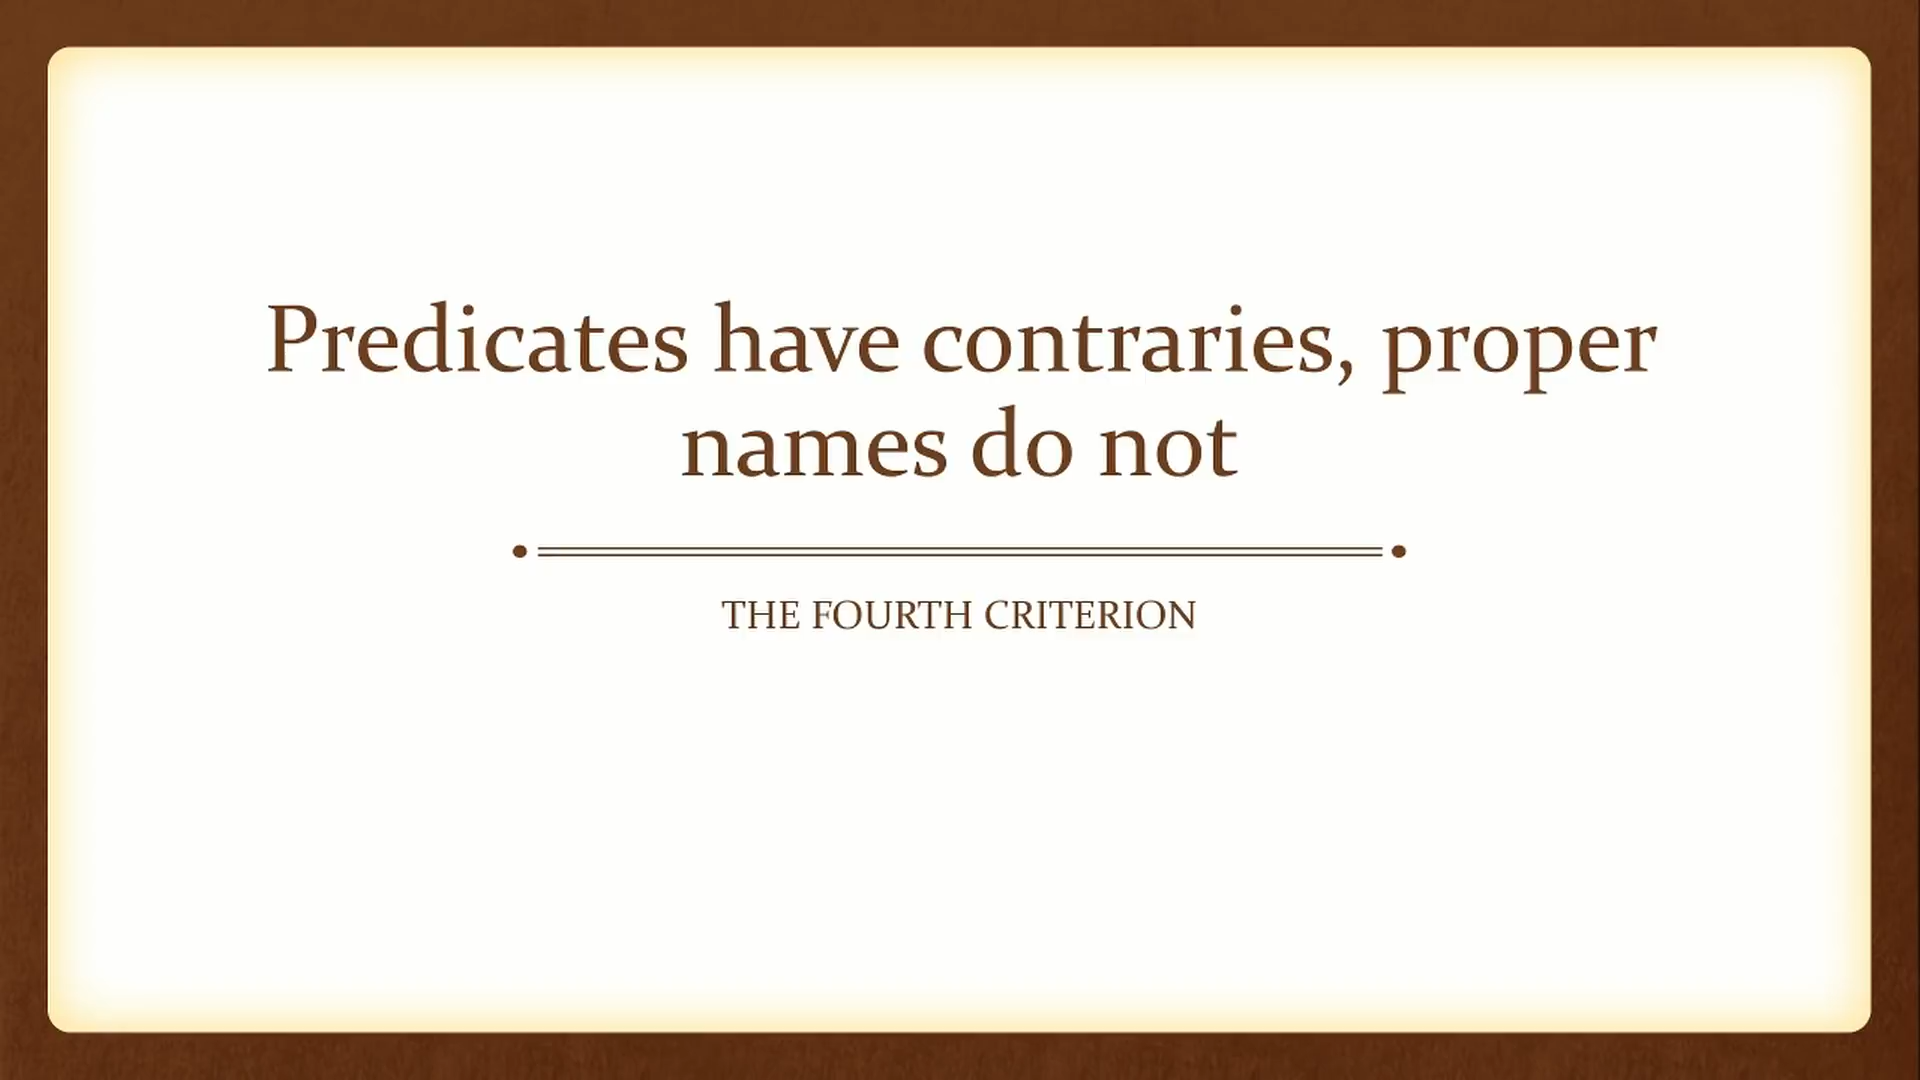 Predicates have contraries, proper
names do not
THE FOURTH CRITERION